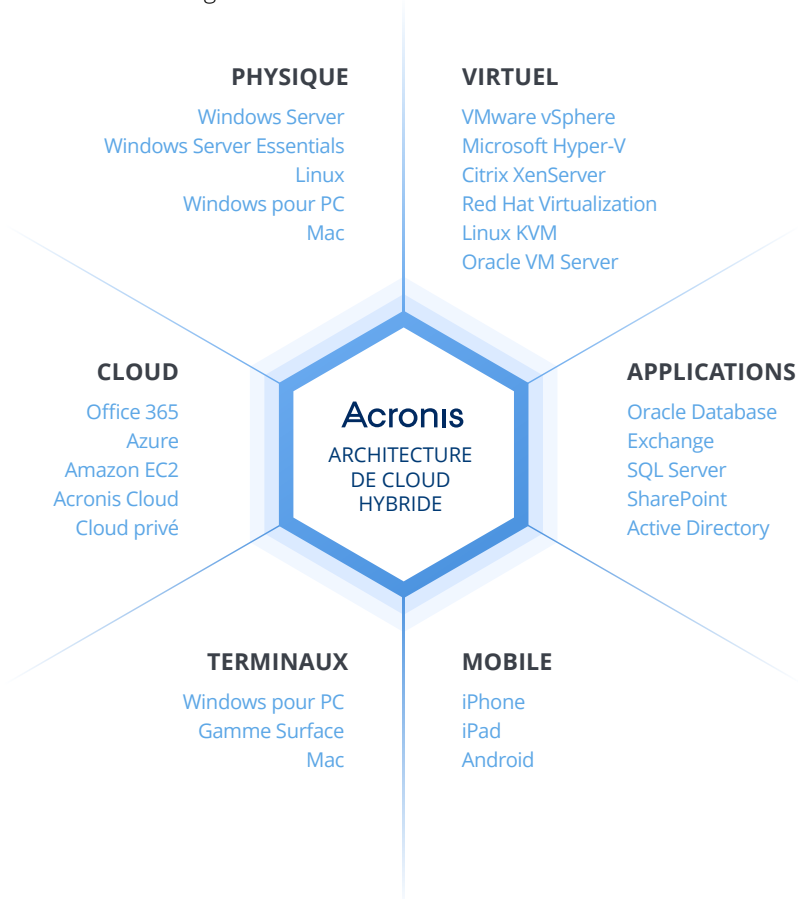 PHYSIQUE
Windows Server
Windows Server Essentials
Linux
Windows pour PC
Mac
VIRTUEL
VMware vSphere
Microsoft Hyper-V
Citrix XenServer
Red Hat Virtualization
Linux KVM
Oracle VM Server
CLOUD
Office 365
Azure
Amazon EC2
Acronis Cloud
Cloud privé
Acronis
ARCHITECTURE
DE CLOUD
HYBRIDE
APPLICATIONS
Oracle Database
Exchange
SQL Server
SharePoint
Active Directory
TERMINAUX
Windows pour PC
Gamme Surface
Mac
MOBILE
iPhone
iPad
Android